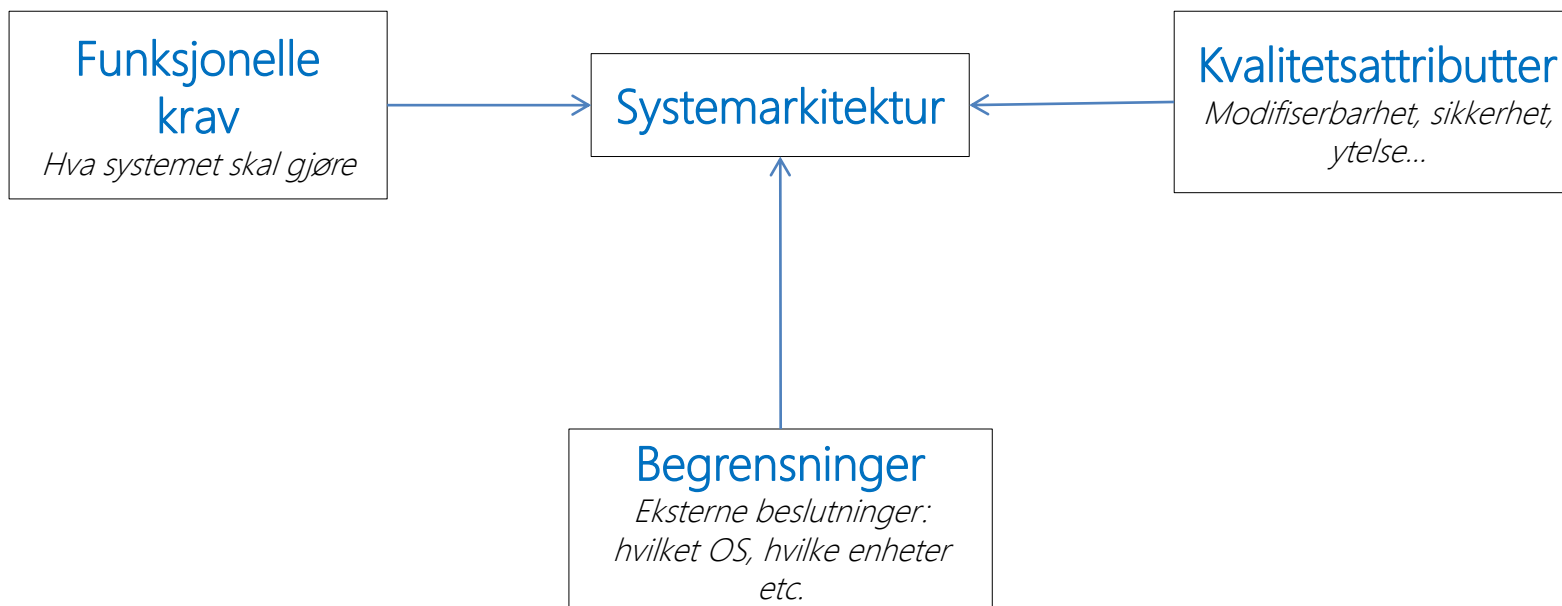 Funksjonelle
krav
Hva systemet skal gjøre
Systemarkitektur
Kvalitetsattributter
Modifiserbarhet, sikkerhet,
ytelse...
Begrensninger
Eksterne beslutninger:
hvilket OS, hvilke enheter
etc.